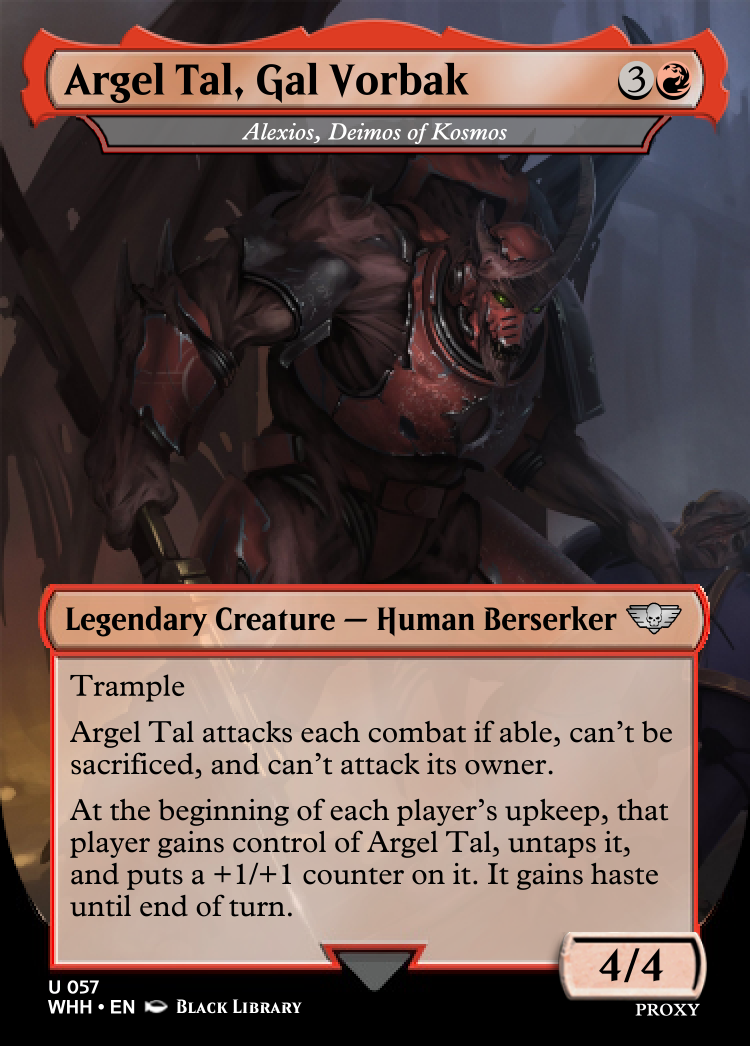 Argel Tal, Gal Vorbak 3
Alexios, Deimos of Kosmos
Legendary Creature — Human Berserker
Trample
Argel Tal attacks each combat if able, can't be
sacrificed, and can't attack its owner.
At the beginning of each player's upkeep, that
player gains control of Argel Tal, untaps it,
and puts a +1/+1 counter on it. It gains haste
until end of turn.
4/4
U 057
WHH • EN BLACK LIBRARY
PROXY